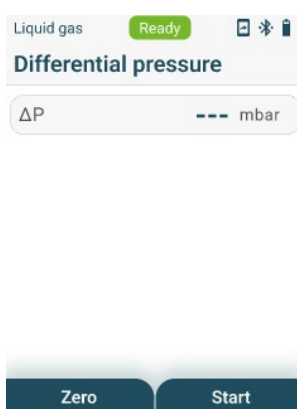 Liquid gas Ready
Differential pressure
ΔP --- mbar
Zero Start